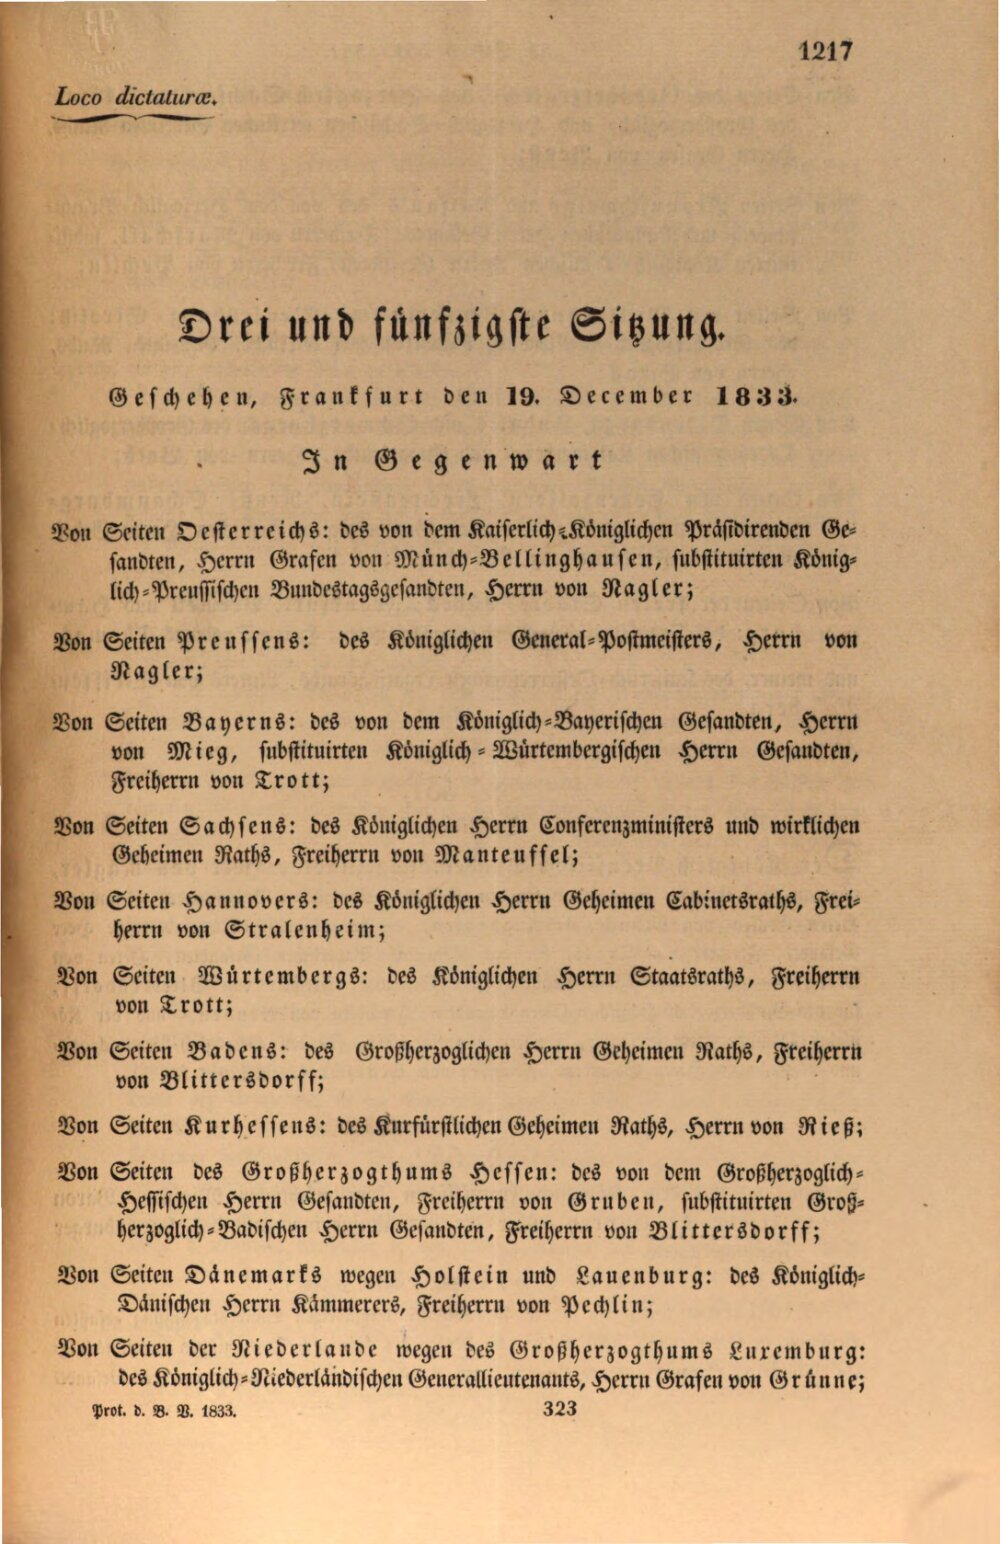 1217
Loco dictaturæ.
Drei und fünfzigste Sitzung.
Geschehen, Frankfurt den 19. December 1833.
In Gegenwart
Von Seiten Oesterreichs: des von dem Kaiserlich-Königlichen Präsidirenden Ge-
sandten, Herrn Grafen von Münch-Bellinghausen, substituirten König-
lich-Preussischen Bundestagsgesandten, Herrn von Nagler;
Von Seiten Preussens: des Königlichen General-Postmeisters, Herrn von
Nagler;
Von Seiten Bayerns: des von dem Königlich-Bayerischen Gesandten, Herrn
von Mieg, substituirten Königlich-Würtembergischen Herrn Gesandten,
Freiherrn von Trott;
Von Seiten Sachsens: des Königlichen Herrn Conferenzministers und wirklichen
Geheimen Raths, Freiherrn von Manteuffel;
Von Seiten Hannovers: des Königlichen Herrn Geheimen Cabinetsraths, Frei-
herrn von Stralenheim;
Von Seiten Würtembergs: des Königlichen Herrn Staatsraths, Freiherrn
von Trott;
Von Seiten Badens: des Großherzoglichen Herrn Geheimen Raths, Freiherrn
von Blittersdorff;
Von Seiten Kurhessens: des Kurfürstlichen Geheimen Raths, Herrn von Rieß;
Von Seiten des Großherzogthums Hessen: des von dem Großherzoglich-
Hessischen Herrn Gesandten, Freiherrn von Gruben, substituirten Groß-
herzoglich-Badischen Herrn Gesandten, Freiherrn von Blittersdorff;
Von Seiten Dänemarks wegen Holstein und Lauenburg: des Königlich-
Dänischen Herrn Kämmerers, Freiherrn von Pechlin;
Von Seiten der Niederlande wegen des Großherzogthums Luxemburg:
des Königlich-Niederländischen Generallieutenants, Herrn Grafen von Grünne;
Prot. d. B. V. 1833.
323